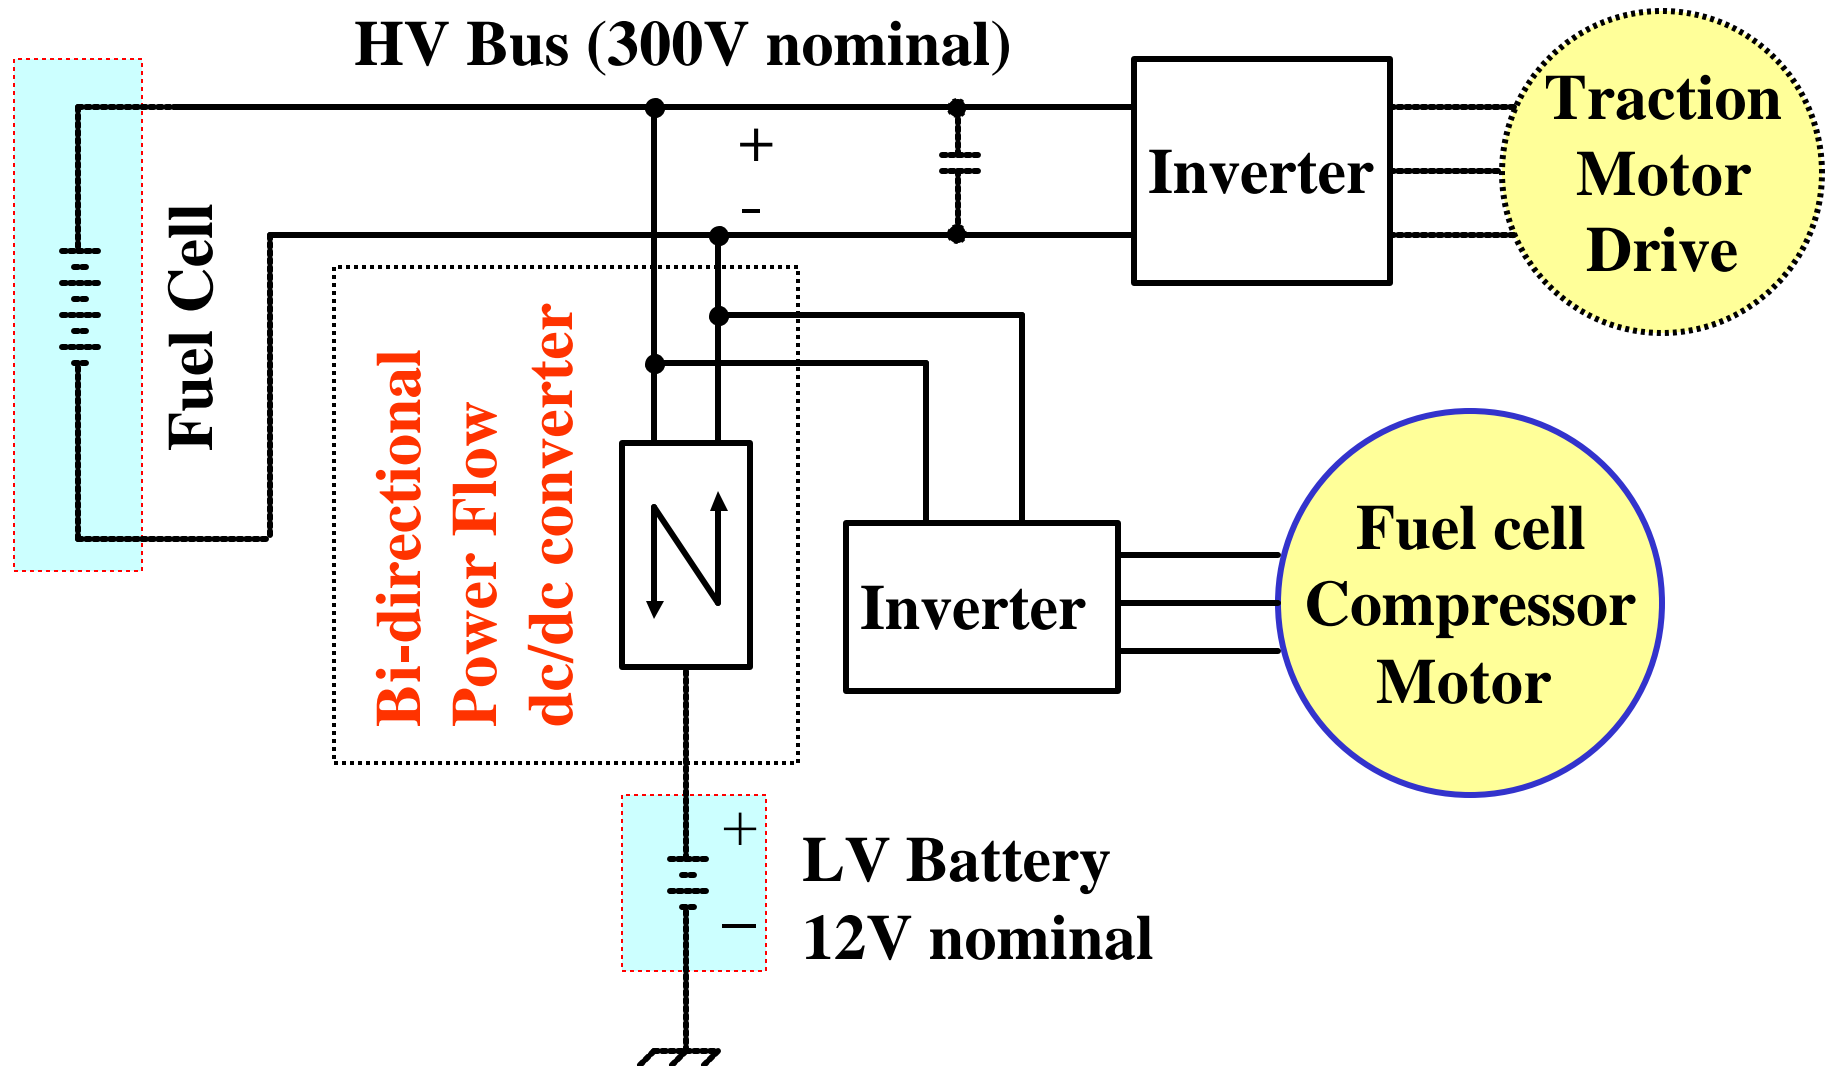 HV Bus (300V nominal)
+
-
Fuel Cell
Inverter
Traction
Motor
Drive
Bi-directional
Power Flow
dc/dc converter
Inverter
Fuel cell
Compressor
Motor
+
–
LV Battery
12V nominal